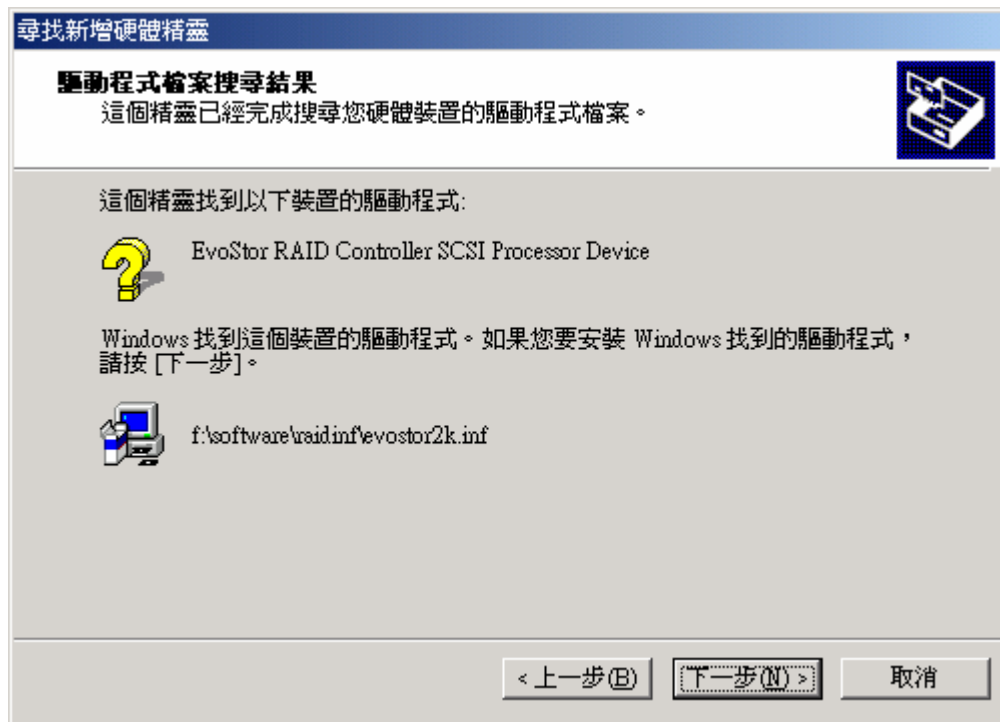 尋找新增硬體精靈
驅動程式檔案搜尋結果
這個精靈已經完成搜尋您硬體裝置的驅動程式檔案。
這個精靈找到以下裝置的驅動程式:
EvoStor RAID Controller SCSI Processor Device
Windows 找到這個裝置的驅動程式。如果您要安裝 Windows 找到的驅動程式，
請按 [下一步]。
f:\software\raid.inf\evostor2k.inf
< 上一步(B)
下一步(N) >
取消